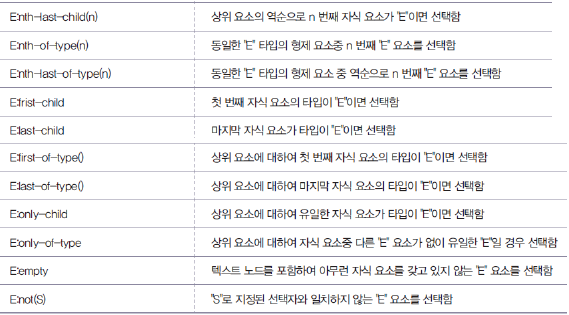 E:nth-last-child(n) 상위 요소의 역순으로 n 번째 자식 요소가 "E"이면 선택함
E:nth-of-type(n) 동일한 "E" 타입의 형제 요소중 n 번째 "E" 요소를 선택함
E:nth-last-of-type(n) 동일한 "E" 타입의 형제 요소 중 역순으로 n 번째 "E" 요소를 선택함
E:frist-child 첫 번째 자식 요소의 타입이 "E"이면 선택함
E:last-child 마지막 자식 요소가 타입이 "E"이면 선택함
E:first-of-type() 상위 요소에 대하여 첫 번째 자식 요소의 타입이 "E"이면 선택함
E:last-of-type() 상위 요소에 대하여 마지막 자식 요소의 타입이 "E"이면 선택함
E:only-child 상위 요소에 대하여 유일한 자식 요소가 타입이 "E"이면 선택함
E:only-of-type 상위 요소에 대하여 자식 요소중 다른 "E" 요소가 없이 유일한 "E"일 경우 선택함
E:empty 텍스트 노드를 포함하여 아무런 자식 요소를 갖고 있지 않는 "E" 요소를 선택함
E:not(S) "S"로 지정된 선택자와 일치하지 않는 "E" 요소를 선택함